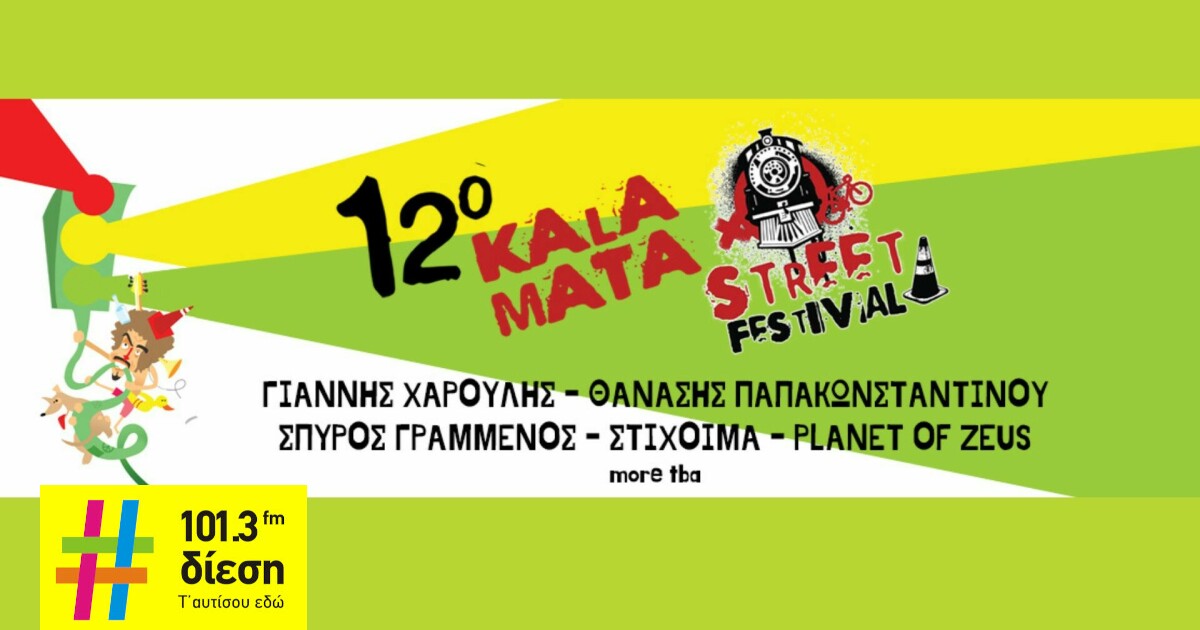 12ο
KALA
MATA
STREET
FESTIVAL
ΓΙΑΝΝΗΣ ΧΑΡΟΥΛΗΣ - ΘΑΝΑΣΗΣ ΠΑΠΑΚΩΝΣΤΑΝΤΙΝΟΥ
ΣΠΥΡΟΣ ΓΡΑΜΜΕΝΟΣ - ΣΤΙΧΟΙΜΑ - PLANET OF ZEUS
more tba
101.3 fm
δίεση
Τ'αυτίσου εδώ